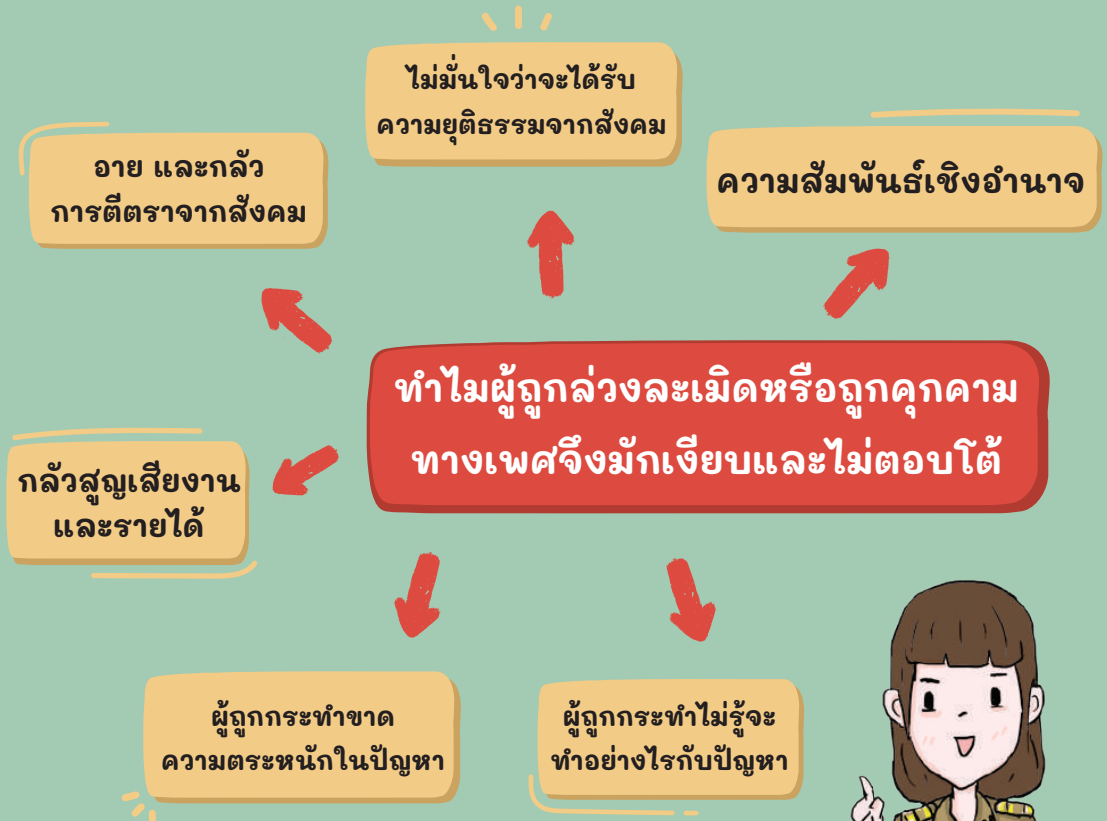 ไม่มั่นใจว่าจะได้รับ
ความยุติธรรมจากสังคม
อาย และกลัว
การตีตราจากสังคม
ความสัมพันธ์เชิงอำนาจ
ทำไมผู้ถูกล่วงละเมิดหรือถูกคุกคาม
ทางเพศจึงมักเงียบและไม่ตอบโต้
กลัวสูญเสียงาน
และรายได้
ผู้ถูกกระทำขาด
ความตระหนักในปัญหา
ผู้ถูกกระทำไม่รู้จะ
ทำอย่างไรกับปัญหา